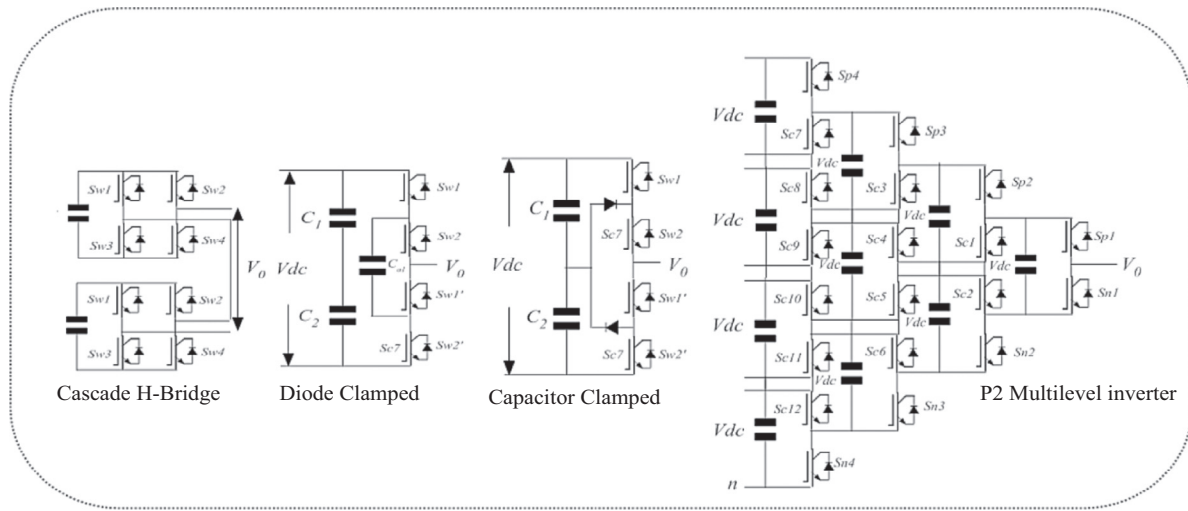 Sw1
Sw2
Sw3
Sw4
Sw1
Sw2
Sw3
Sw4
V0
Cascade H-Bridge
Vdc
C1
C2
Sw1
Sw2
V0
Sw1'
Sc7
Sw2'
Diode Clamped
Vdc
C1
C2
Sw1
Sc7
Sw2
V0
Sw1'
Sc7
Sw2'
Capacitor Clamped
Vdc
Vdc
Vdc
Vdc
n
Sp4
Sc7
Sc8
Sc9
Sc10
Sc11
Sc12
Sn4
Vdc
Vdc
Vdc
Sp3
Sc3
Sc4
Sc5
Sc6
Sn3
Vdc
Vdc
Sp2
Sc1
Sc2
Sn2
Vdc
Sp1
Sn1
V0
P2 Multilevel inverter